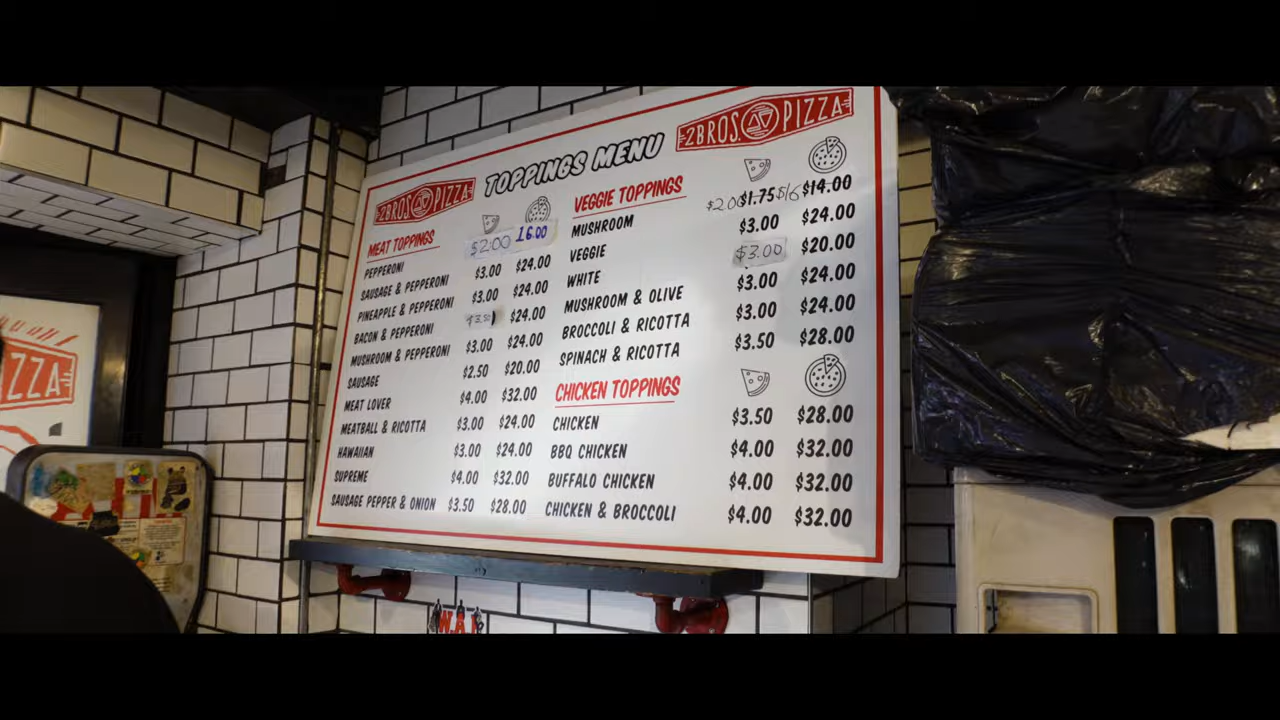 2BROS. PIZZA
TOPPINGS MENU
2BROS. PIZZA
MEAT TOPPINGS
PEPPERONI $2.00 16.00
SAUSAGE & PEPPERONI $3.00 $24.00
PINEAPPLE & PEPPERONI $3.00 $24.00
BACON & PEPPERONI $24.00
MUSHROOM & PEPPERONI $3.00 $24.00
SAUSAGE $2.50 $20.00
MEAT LOVER $4.00 $32.00
MEATBALL & RICOTTA $3.00 $24.00
HAWAIIAN $3.00 $24.00
SUPREME $4.00 $32.00
SAUSAGE PEPPER & ONION $3.50 $28.00
VEGGIE TOPPINGS
MUSHROOM $2.00 $1.75 $16 $14.00
VEGGIE $3.00 $24.00
WHITE $3.00 $20.00
MUSHROOM & OLIVE $3.00 $24.00
BROCCOLI & RICOTTA $3.00 $24.00
SPINACH & RICOTTA $3.50 $28.00
CHICKEN TOPPINGS
CHICKEN $3.50 $28.00
BBQ CHICKEN $4.00 $32.00
BUFFALO CHICKEN $4.00 $32.00
CHICKEN & BROCCOLI $4.00 $32.00